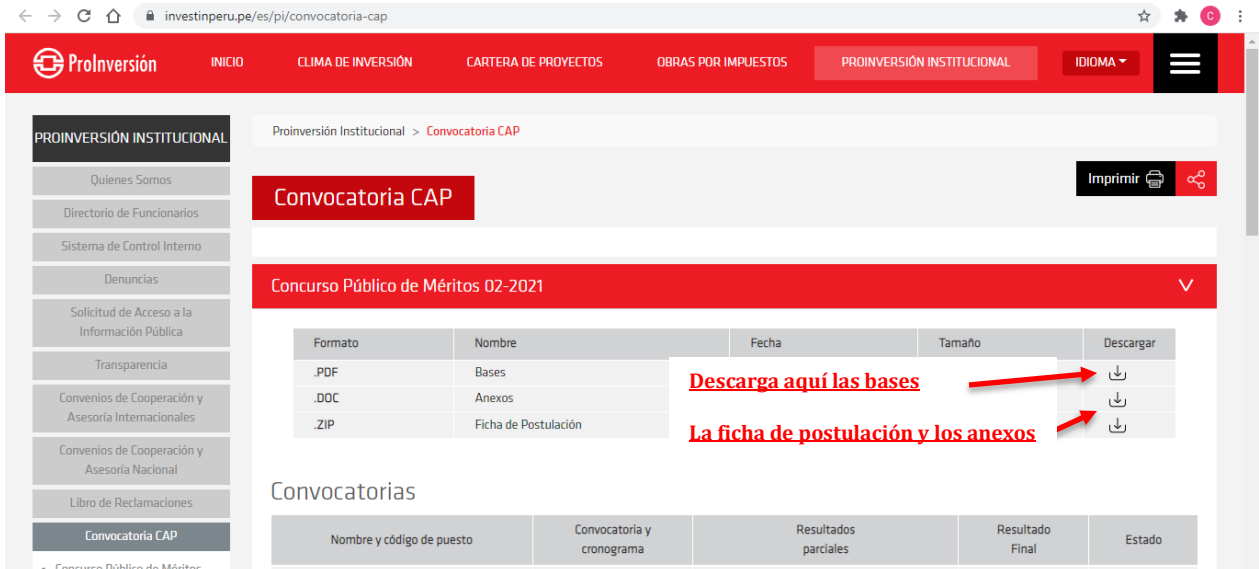 investinperu.pe/es/pi/convocatoria-cap
C
ProInversión
INICIO
CLIMA DE INVERSIÓN
CARTERA DE PROYECTOS
OBRAS POR IMPUESTOS
PROINVERSIÓN INSTITUCIONAL
IDIOMA
PROINVERSIÓN INSTITUCIONAL
Quienes Somos
Directorio de Funcionarios
Sistema de Control Interno
Denuncias
Solicitud de Acceso a la
Información Pública
Transparencia
Convenios de Cooperación y
Asesoría Internacionales
Convenios de Cooperación y
Asesoría Nacional
Libro de Reclamaciones
Convocatoria CAP
Concurso Público de Méritos
Proinversión Institucional > Convocatoria CAP
Imprimir
Convocatoria CAP
Concurso Público de Méritos 02-2021
Formato Nombre Fecha Tamaño Descargar
.PDF Bases
.DOC Anexos
.ZIP Ficha de Postulación
Descarga aquí las bases
La ficha de postulación y los anexos
Convocatorias
Nombre y código de puesto
Convocatoria y
cronograma
Resultados
parciales
Resultado
Final
Estado